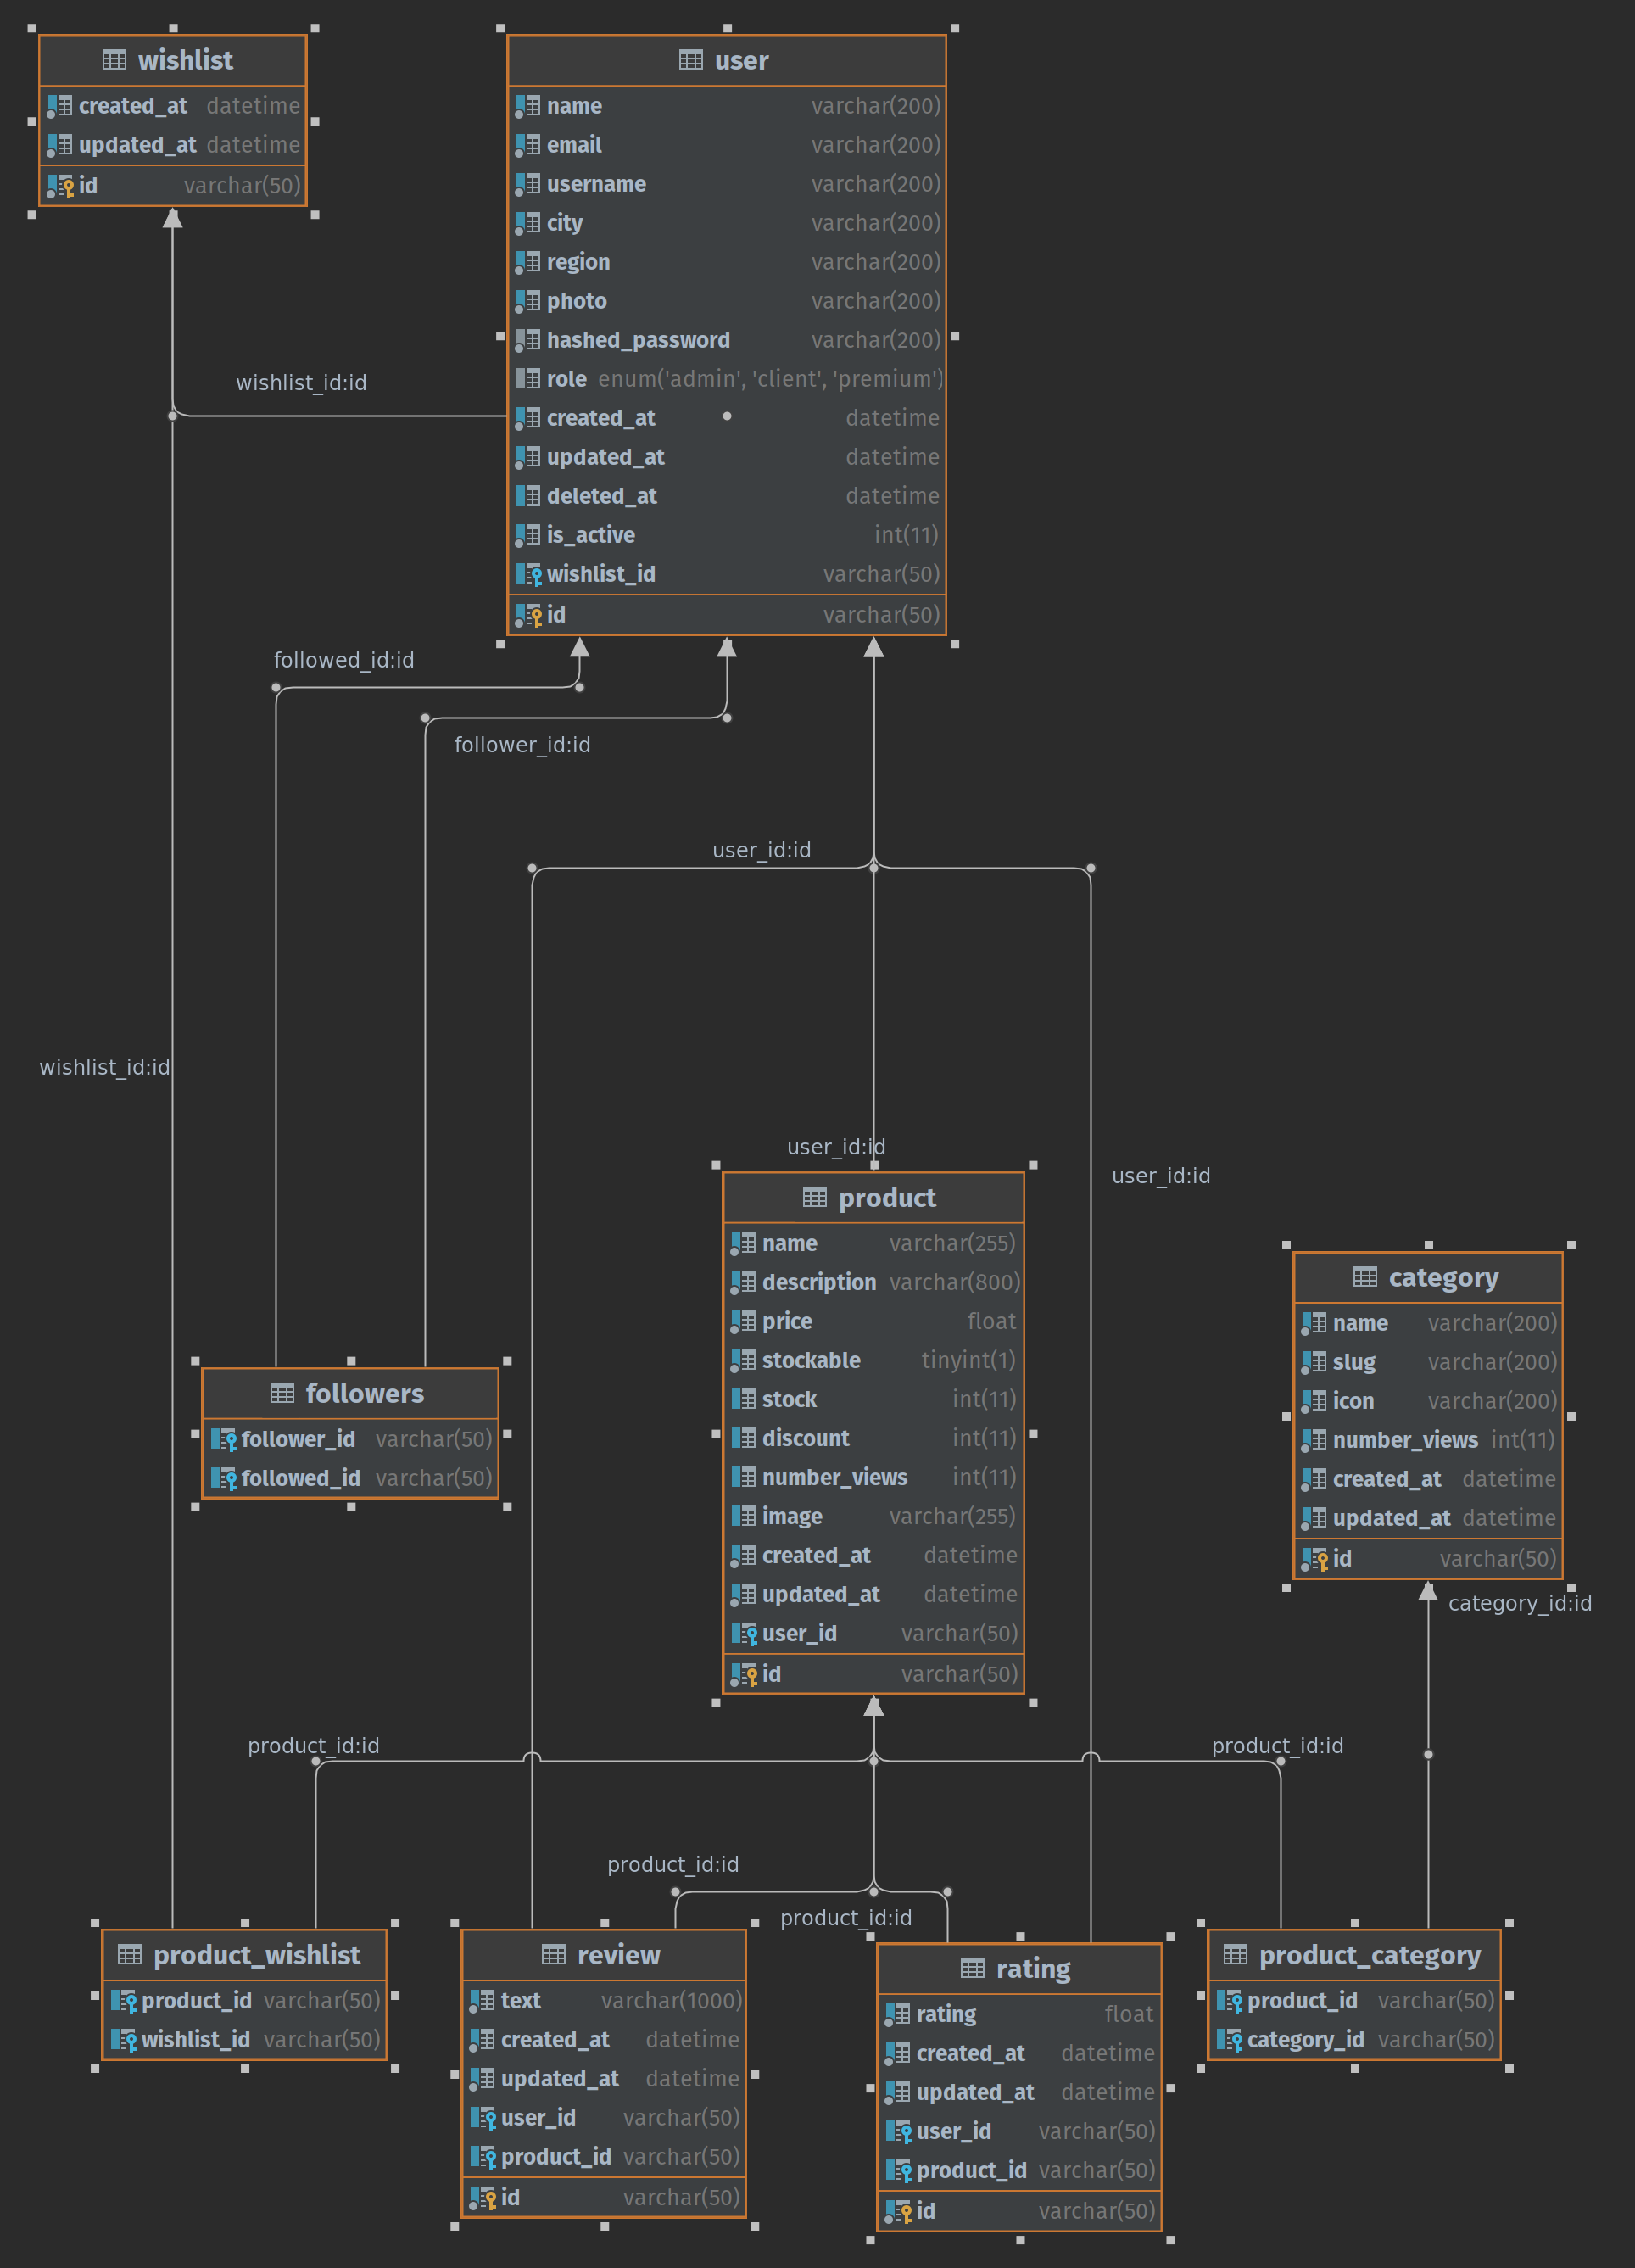 wishlist
created_at datetime
updated_at datetime
id varchar(50)
user
name varchar(200)
email varchar(200)
username varchar(200)
city varchar(200)
region varchar(200)
photo varchar(200)
hashed_password varchar(200)
role enum('admin', 'client', 'premium')
created_at datetime
updated_at datetime
deleted_at datetime
is_active int(11)
wishlist_id varchar(50)
id varchar(50)
wishlist_id:id
followed_id:id
follower_id:id
user_id:id
wishlist_id:id
user_id:id
user_id:id
product
name varchar(255)
description varchar(800)
price float
stockable tinyint(1)
stock int(11)
discount int(11)
number_views int(11)
image varchar(255)
created_at datetime
updated_at datetime
user_id varchar(50)
id varchar(50)
category
name varchar(200)
slug varchar(200)
icon varchar(200)
number_views int(11)
created_at datetime
updated_at datetime
id varchar(50)
category_id:id
followers
follower_id varchar(50)
followed_id varchar(50)
product_id:id
product_id:id
product_id:id
product_id:id
product_wishlist
product_id varchar(50)
wishlist_id varchar(50)
review
text varchar(1000)
created_at datetime
updated_at datetime
user_id varchar(50)
product_id varchar(50)
id varchar(50)
rating
rating float
created_at datetime
updated_at datetime
user_id varchar(50)
product_id varchar(50)
id varchar(50)
product_category
product_id varchar(50)
category_id varchar(50)